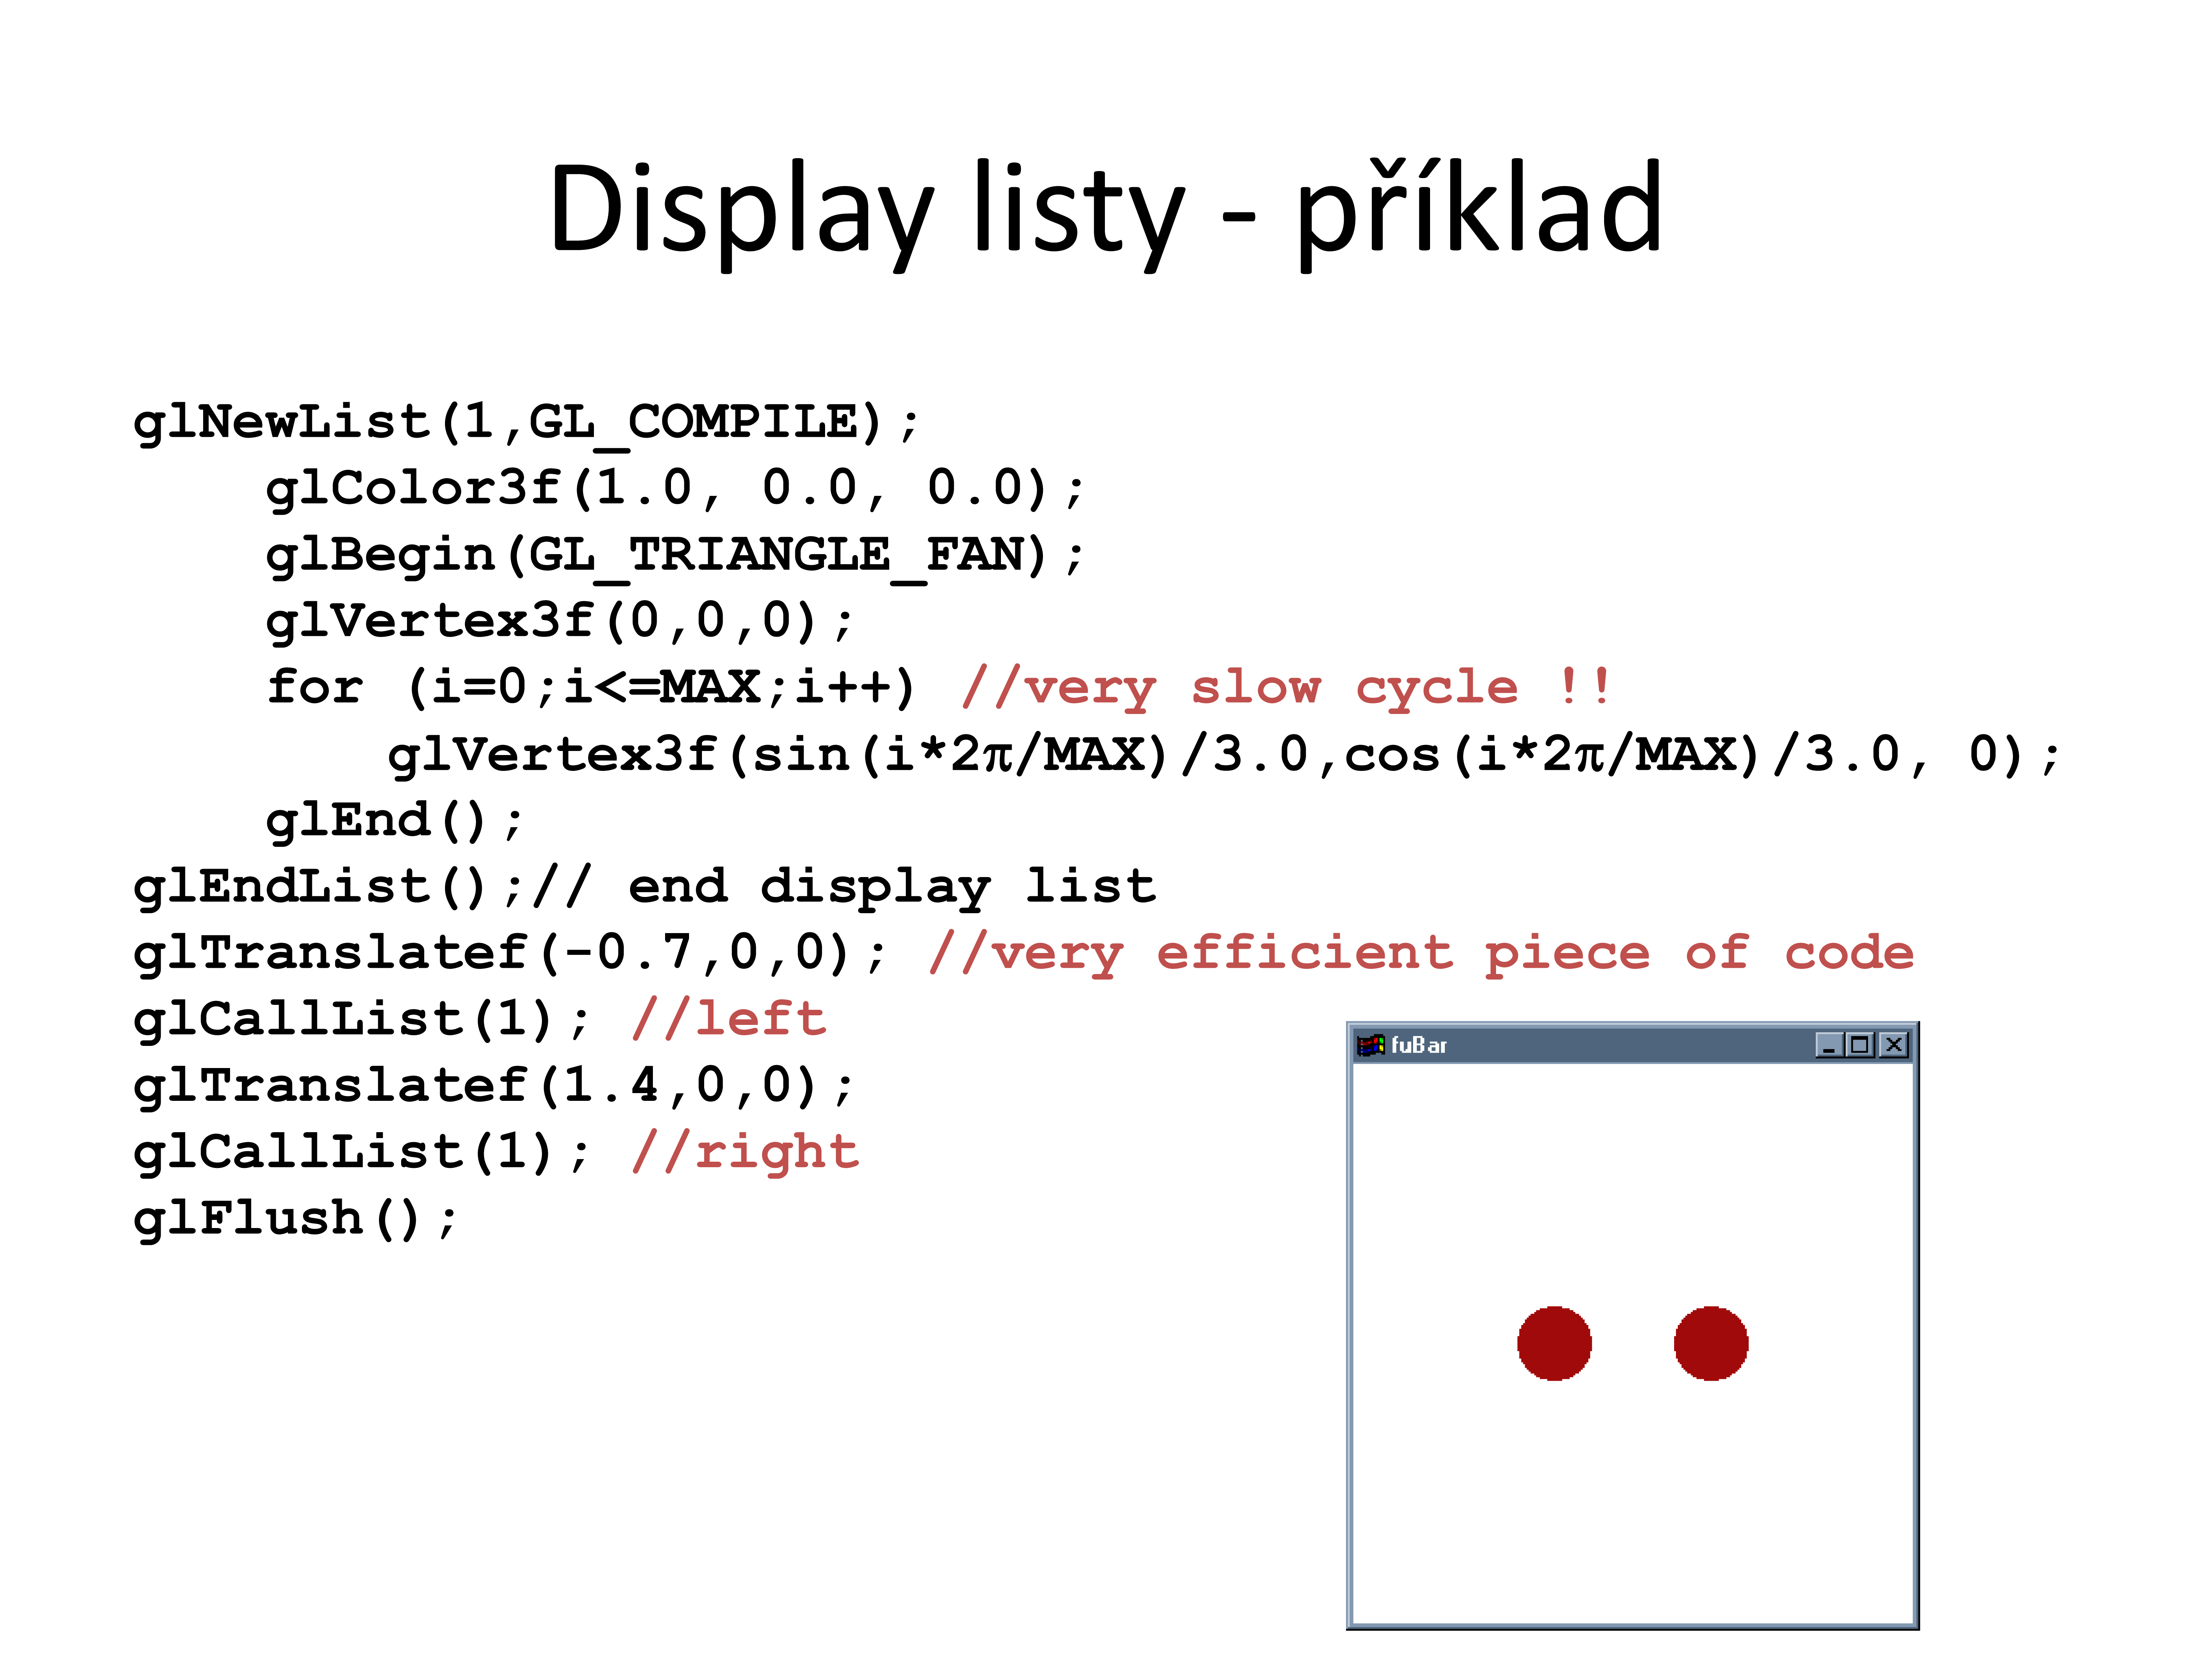 Display listy - příklad
glNewList(1,GL_COMPILE);
glColor3f(1.0, 0.0, 0.0);
glBegin(GL_TRIANGLE_FAN);
glVertex3f(0,0,0);
for (i=0;i<=MAX;i++) //very slow cycle !!
glVertex3f(sin(i*2π/MAX)/3.0,cos(i*2π/MAX)/3.0, 0);
glEnd();
glEndList();// end display list
glTranslatef(-0.7,0,0); //very efficient piece of code
glCallList(1); //left
glTranslatef(1.4,0,0);
glCallList(1); //right
glFlush();
fuBar